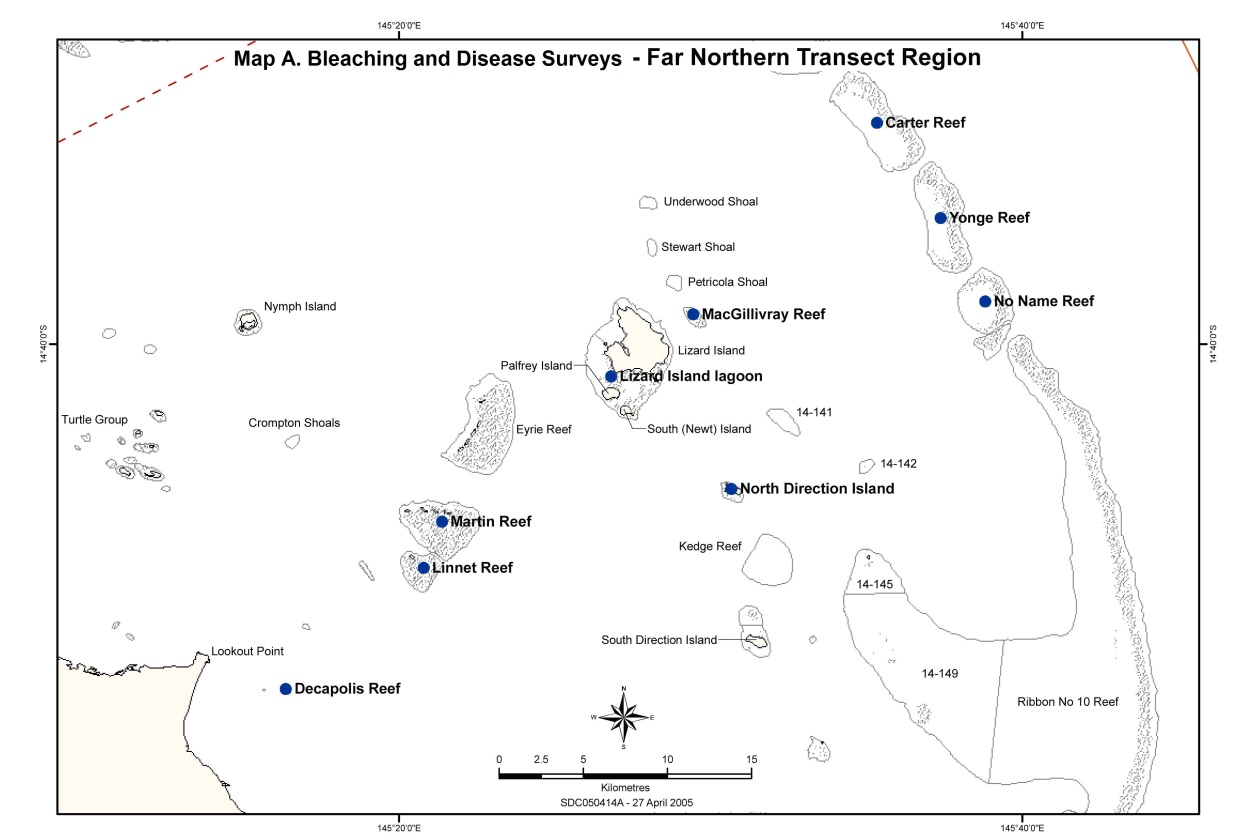 145°20'0"E
145°40'0"E
Map A. Bleaching and Disease Surveys - Far Northern Transect Region
Carter Reef
Underwood Shoal
Yonge Reef
Stewart Shoal
Petricola Shoal
No Name Reef
Nymph Island
MacGillivray Reef
14°40'0"S
14°40'0"S
Lizard Island
Palfrey Island
Lizard Island lagoon
14-141
Turtle Group
Crompton Shoals
Eyrie Reef
South (Newt) Island
14-142
North Direction Island
Martin Reef
Kedge Reef
Linnet Reef
14-145
South Direction Island
Lookout Point
14-149
Decapolis Reef
Ribbon No 10 Reef
N
W
E
S
0 2.5 5 10 15
Kilometres
SDC050414A - 27 April 2005
145°20'0"E
145°40'0"E